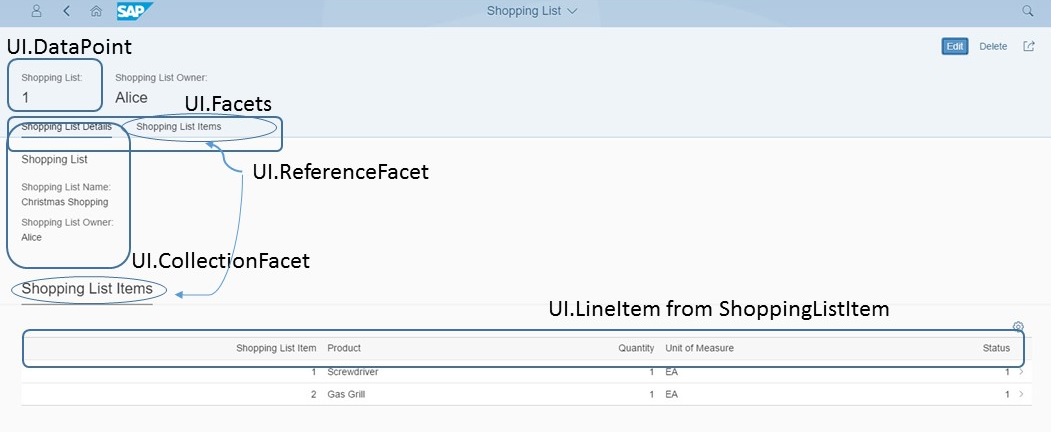 SAP
Shopping List
UI.DataPoint
Edit
Delete
Shopping List:
Shopping List Owner:
1
Alice
UI.Facets
Shopping List Details
Shopping List Items
Shopping List
UI.ReferenceFacet
Shopping List Name:
Christmas Shopping
Shopping List Owner:
Alice
UI.CollectionFacet
Shopping List Items
UI.LineItem from ShoppingListItem
Shopping List Item Product Quantity Unit of Measure Status
1 Screwdriver 1 EA 1
2 Gas Grill 1 EA 1